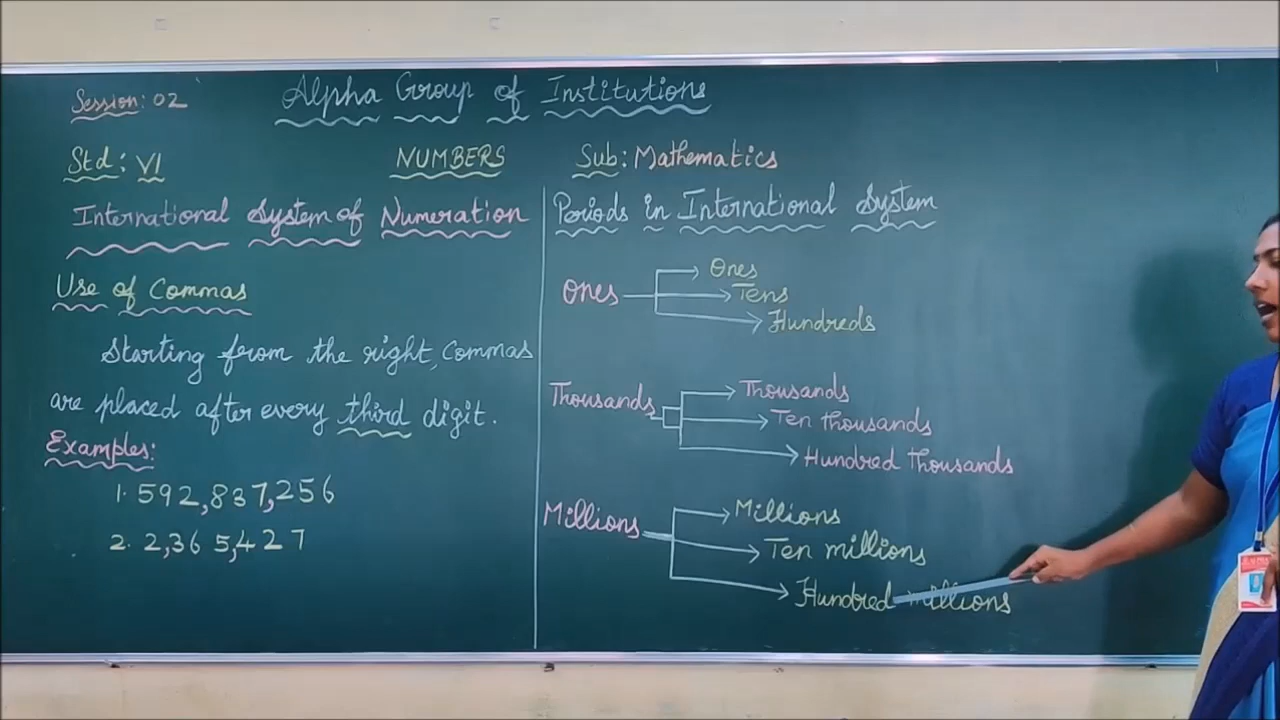 Session: 02
Alpha Group of Institutions
Std: VI
NUMBERS
Sub: Mathematics
International System of Numeration
Use of Commas
Starting from the right, Commas
are placed after every third digit.
Examples:
1. 592,837,256
2. 2,365,427
Periods in International System
Ones
Ones
Tens
Hundreds
Thousands
Thousands
Ten thousands
Hundred thousands
Millions
Millions
Ten millions
Hundred millions